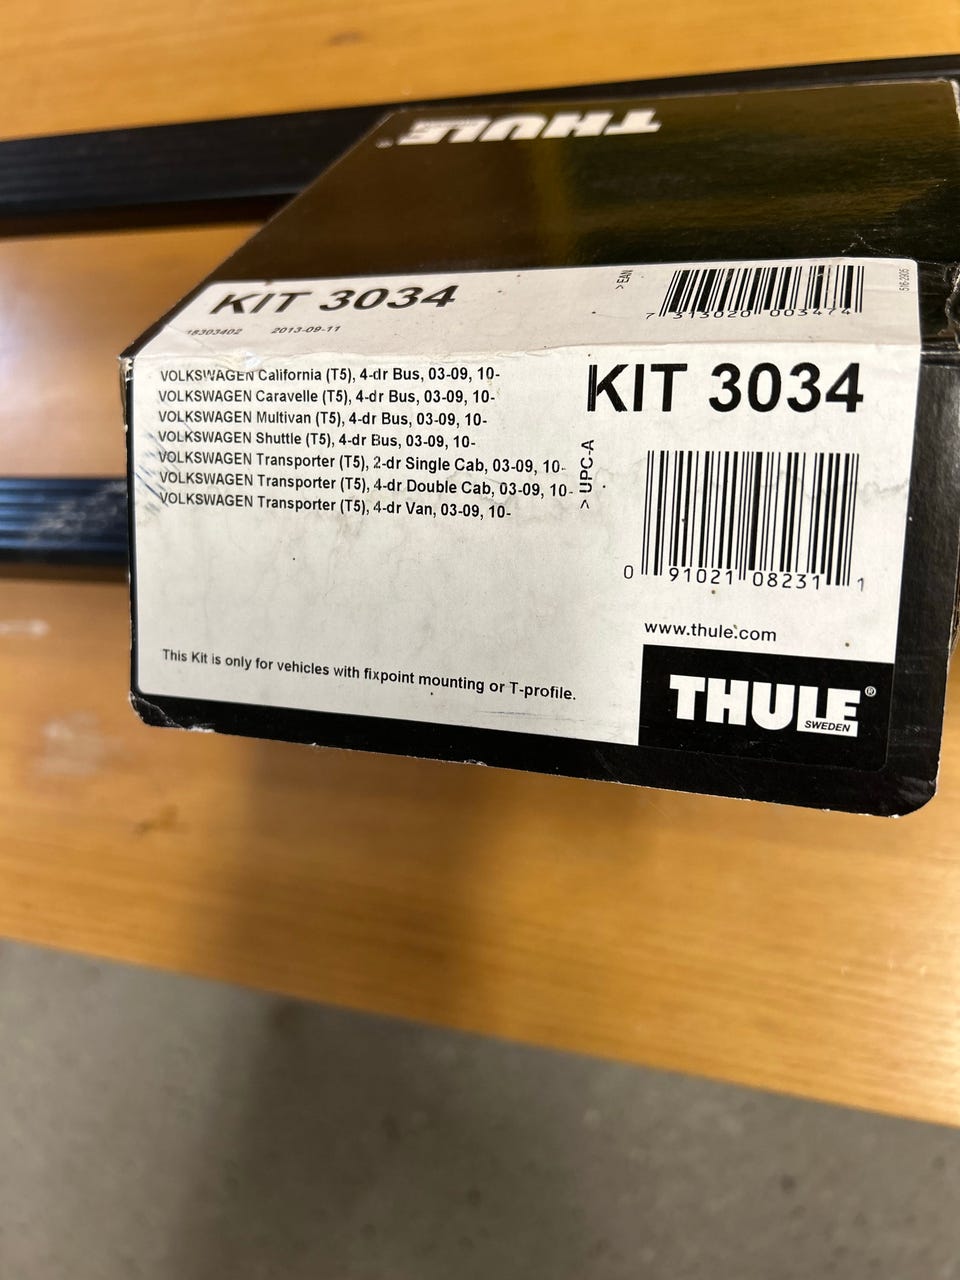 THULE
KIT 3034
18303402 2013-09-11
> EAN
7 313020 003474
516-2905
VOLKSWAGEN California (T5), 4-dr Bus, 03-09, 10-
VOLKSWAGEN Caravelle (T5), 4-dr Bus, 03-09, 10-
VOLKSWAGEN Multivan (T5), 4-dr Bus, 03-09, 10-
VOLKSWAGEN Shuttle (T5), 4-dr Bus, 03-09, 10-
VOLKSWAGEN Transporter (T5), 2-dr Single Cab, 03-09, 10-
VOLKSWAGEN Transporter (T5), 4-dr Double Cab, 03-09, 10-
VOLKSWAGEN Transporter (T5), 4-dr Van, 03-09, 10-
KIT 3034
> UPC-A
0 91021 08231 1
www.thule.com
This Kit is only for vehicles with fixpoint mounting or T-profile.
THULE®
SWEDEN